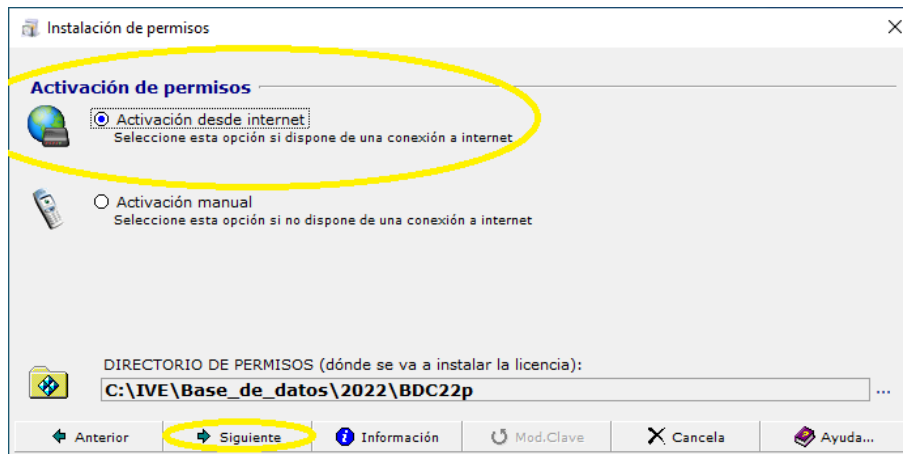 Instalación de permisos
Activación de permisos
Activación desde internet
Seleccione esta opción si dispone de una conexión a internet
Activación manual
Seleccione esta opción si no dispone de una conexión a internet
DIRECTORIO DE PERMISOS (dónde se va a instalar la licencia):
C:\IVE\Base_de_datos\2022\BDC22p
...
Anterior Siguiente Información Mod.Clave Cancela Ayuda...